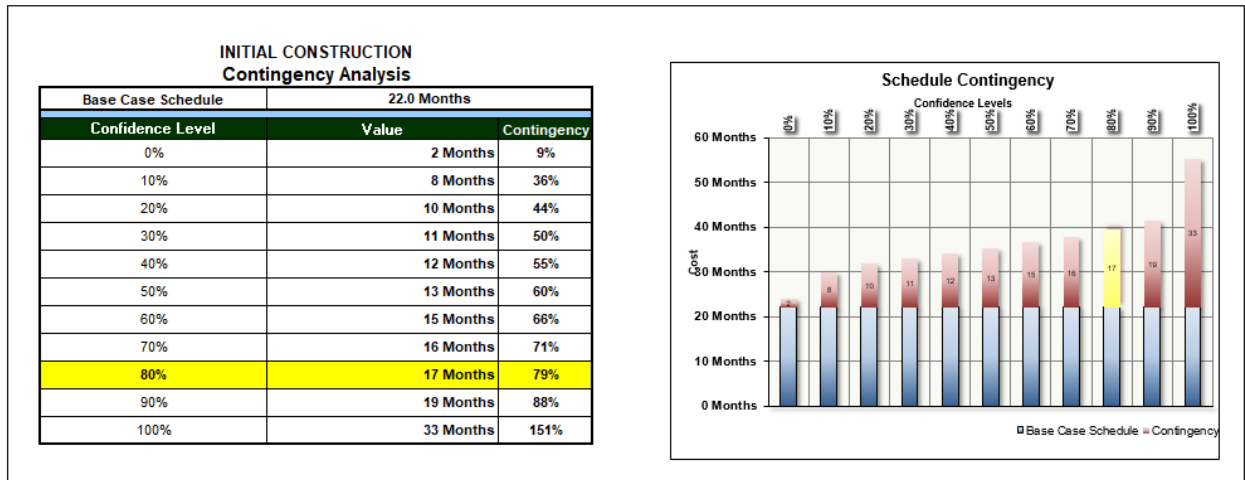 INITIAL CONSTRUCTION
Contingency Analysis
Base Case Schedule 22.0 Months
Confidence Level Value Contingency
0% 2 Months 9%
10% 8 Months 36%
20% 10 Months 44%
30% 11 Months 50%
40% 12 Months 55%
50% 13 Months 60%
60% 15 Months 66%
70% 16 Months 71%
80% 17 Months 79%
90% 19 Months 88%
100% 33 Months 151%
Schedule Contingency
Confidence Levels
0% 10% 20% 30% 40% 50% 60% 70% 80% 90% 100%
60 Months
50 Months
40 Months
30 Months
20 Months
10 Months
0 Months
Cost
2 8 10 11 12 13 15 16 17 19 33
Base Case Schedule Contingency